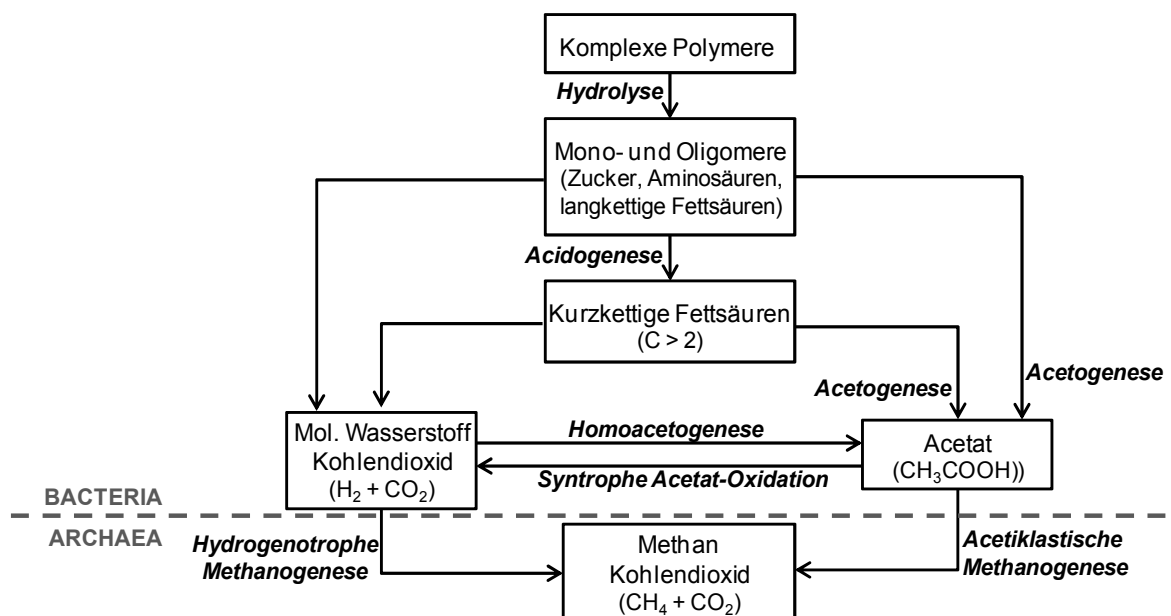 Komplexe Polymere
Hydrolyse
Mono- und Oligomere
(Zucker, Aminosäuren,
langkettige Fettsäuren)
Acidogenese
Kurzkettige Fettsäuren
(C > 2)
Acetogenese
Acetogenese
Mol. Wasserstoff
Kohlendioxid
(H₂ + CO₂)
Homoacetogenese
Syntrophe Acetat-Oxidation
Acetat
(CH₃COOH))
BACTERIA
ARCHAEA
Hydrogenotrophe
Methanogenese
Methan
Kohlendioxid
(CH₄ + CO₂)
Acetiklastische
Methanogenese